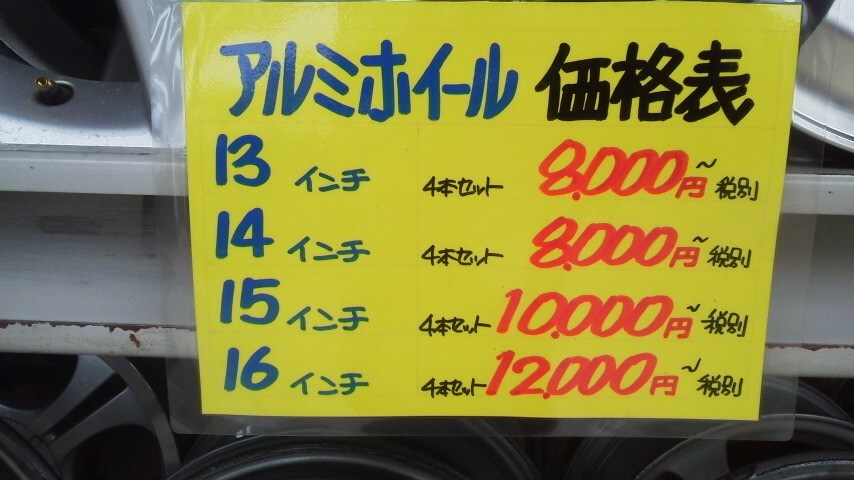 アルミホイール 価格表
13 インチ 4本セット 8,000円~ 税別
14 インチ 4本セット 8,000円~ 税別
15 インチ 4本セット 10,000円~ 税別
16 インチ 4本セット 12,000円~ 税別